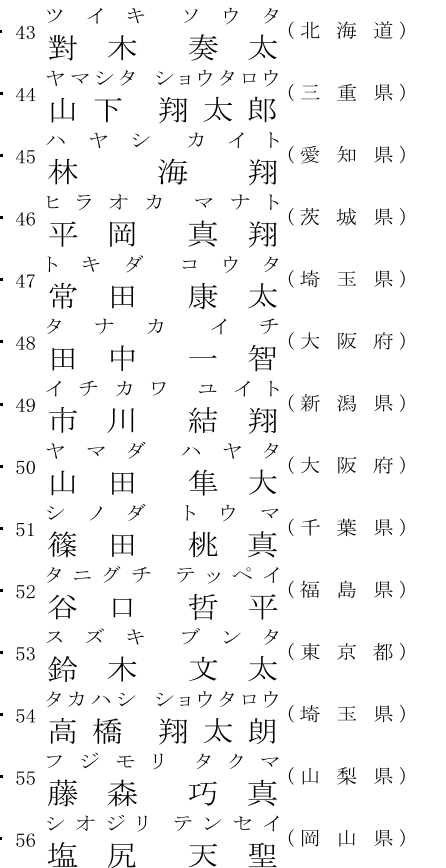 ツイキ ソウタ
43 對木 奏太 (北海道)
ヤマシタ ショウタロウ
44 山下 翔太郎 (三重県)
ハヤシ カイト
45 林 海翔 (愛知県)
ヒラオカ マナト
46 平岡 真翔 (茨城県)
トキダ コウタ
47 常田 康太 (埼玉県)
タナカ イチ
48 田中 一智 (大阪府)
イチカワ ユイト
49 市川 結翔 (新潟県)
ヤマダ ハヤタ
50 山田 隼大 (大阪府)
シノダ トウマ
51 篠田 桃真 (千葉県)
タニグチ テッペイ
52 谷口 哲平 (福島県)
スズキ ブンタ
53 鈴木 文太 (東京都)
タカハシ ショウタロウ
54 高橋 翔太朗 (埼玉県)
フジモリ タクマ
55 藤森 巧真 (山梨県)
シオジリ テンセイ
56 塩尻 天聖 (岡山県)